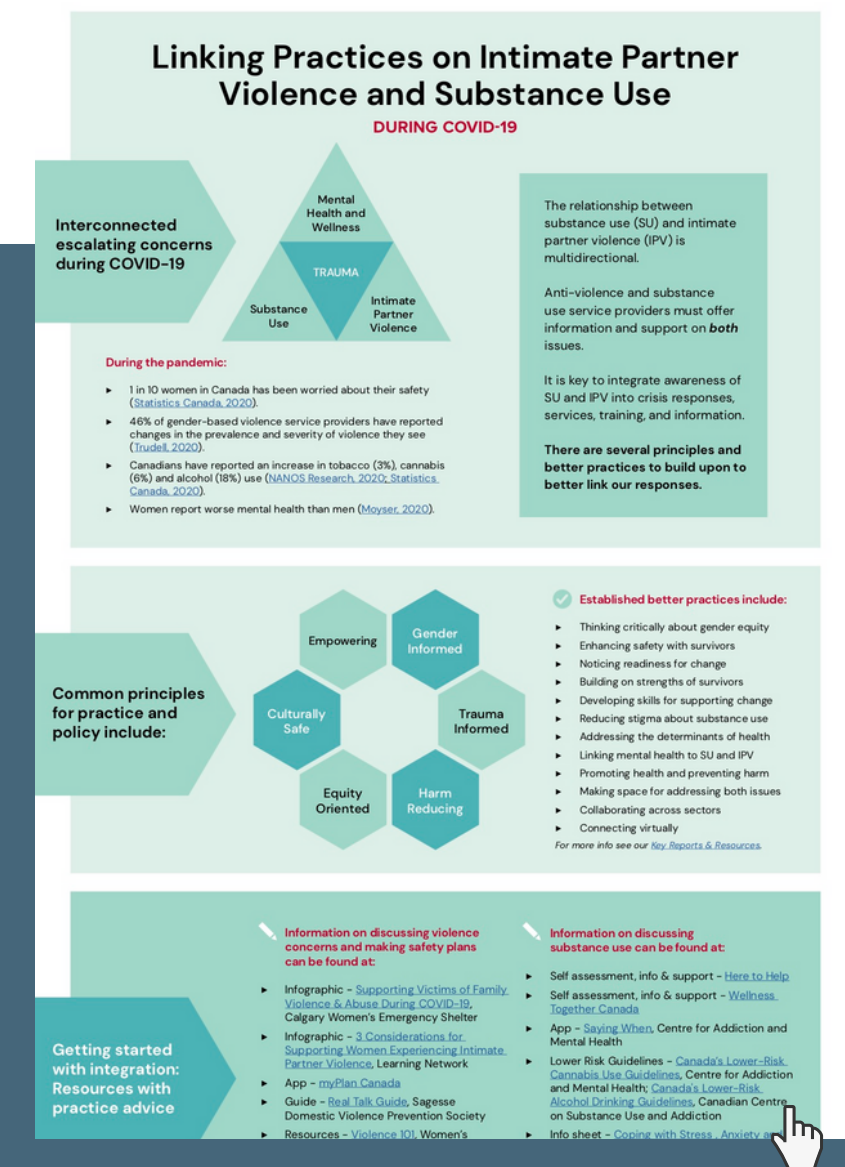 Linking Practices on Intimate Partner
Violence and Substance Use
DURING COVID-19
Interconnected
escalating concerns
during COVID-19
Mental
Health and
Wellness
TRAUMA
Substance
Use
Intimate
Partner
Violence
During the pandemic:
► 1 in 10 women in Canada has been worried about their safety
(Statistics Canada, 2020).
► 46% of gender-based violence service providers have reported
changes in the prevalence and severity of violence they see
(Trudell, 2020).
► Canadians have reported an increase in tobacco (3%), cannabis
(6%) and alcohol (18%) use (NANOS Research, 2020; Statistics
Canada, 2020).
► Women report worse mental health than men (Moyser, 2020).
The relationship between
substance use (SU) and intimate
partner violence (IPV) is
multidirectional.
Anti-violence and substance
use service providers must offer
information and support on both
issues.
It is key to integrate awareness of
SU and IPV into crisis responses,
services, training, and information.
There are several principles and
better practices to build upon to
better link our responses.
Common principles
for practice and
policy include:
Empowering
Gender
Informed
Culturally
Safe
Trauma
Informed
Equity
Oriented
Harm
Reducing
Established better practices include:
► Thinking critically about gender equity
► Enhancing safety with survivors
► Noticing readiness for change
► Building on strengths of survivors
► Developing skills for supporting change
► Reducing stigma about substance use
► Addressing the determinants of health
► Linking mental health to SU and IPV
► Promoting health and preventing harm
► Making space for addressing both issues
► Collaborating across sectors
► Connecting virtually
For more info see our Key Reports & Resources.
Getting started
with integration:
Resources with
practice advice
Information on discussing violence
concerns and making safety plans
can be found at:
► Infographic – Supporting Victims of Family
Violence & Abuse During COVID-19,
Calgary Women's Emergency Shelter
► Infographic – 3 Considerations for
Supporting Women Experiencing Intimate
Partner Violence, Learning Network
► App – myPlan Canada
► Guide – Real Talk Guide, Sagesse
Domestic Violence Prevention Society
► Resources – Violence 101, Women's
Information on discussing
substance use can be found at:
► Self assessment, info & support – Here to Help
► Self assessment, info & support – Wellness
Together Canada
► App – Saying When, Centre for Addiction and
Mental Health
► Lower Risk Guidelines – Canada's Lower-Risk
Cannabis Use Guidelines, Centre for Addiction
and Mental Health; Canada's Lower-Risk
Alcohol Drinking Guidelines, Canadian Centre
on Substance Use and Addiction
► Info sheet – Coping with Stress , Anxiety and